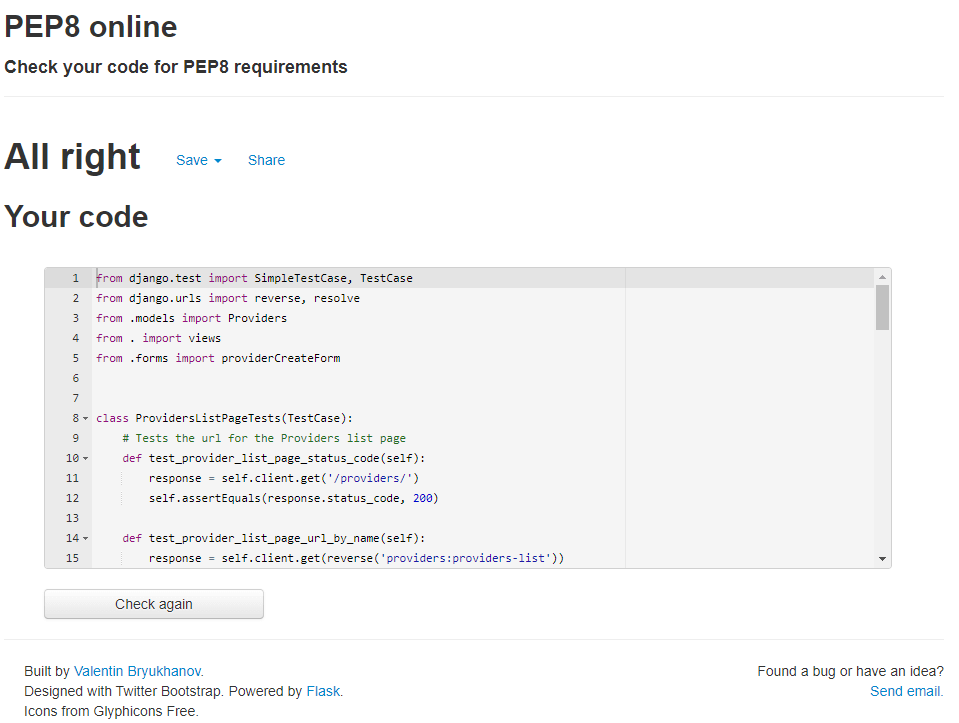 PEP8 online
Check your code for PEP8 requirements
All right Save Share
Your code
1 from django.test import SimpleTestCase, TestCase
2 from django.urls import reverse, resolve
3 from .models import Providers
4 from . import views
5 from .forms import providerCreateForm
6
7
8 class ProvidersListPageTests(TestCase):
9 # Tests the url for the Providers list page
10 def test_provider_list_page_status_code(self):
11 response = self.client.get('/providers/')
12 self.assertEquals(response.status_code, 200)
13
14 def test_provider_list_page_url_by_name(self):
15 response = self.client.get(reverse('providers:providers-list'))
Check again
Built by Valentin Bryukhanov. Found a bug or have an idea?
Designed with Twitter Bootstrap. Powered by Flask. Send email.
Icons from Glyphicons Free.